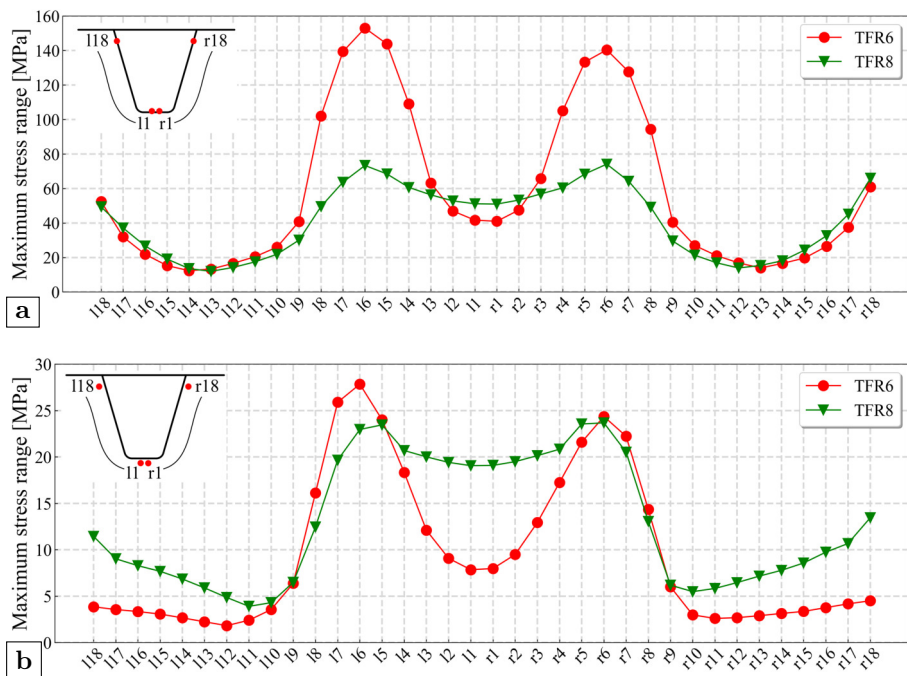 160
140
120
100
80
60
40
20
0
Maximum stress range [MPa]
l18
r18
l1 r1
TFR6
TFR8
l18 l17 l16 l15 l14 l13 l12 l11 l10 l9 l8 l7 l6 l5 l4 l3 l2 l1 r1 r2 r3 r4 r5 r6 r7 r8 r9 r10 r11 r12 r13 r14 r15 r16 r17 r18
a
30
25
20
15
10
5
0
Maximum stress range [MPa]
l18
r18
l1 r1
TFR6
TFR8
l18 l17 l16 l15 l14 l13 l12 l11 l10 l9 l8 l7 l6 l5 l4 l3 l2 l1 r1 r2 r3 r4 r5 r6 r7 r8 r9 r10 r11 r12 r13 r14 r15 r16 r17 r18
b